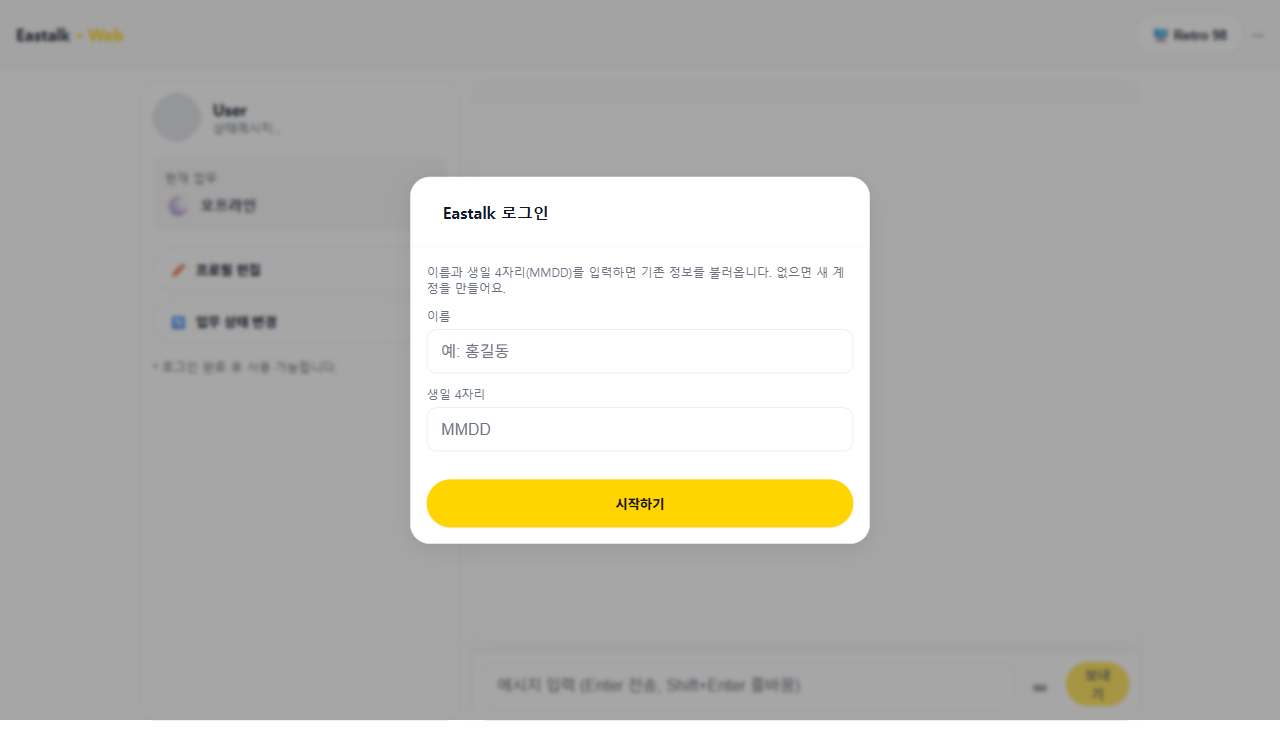 Eastalk • Web
Retro 98
User
상태메시지...
현재 업무
오프라인
프로필 편집
업무 상태 변경
* 로그인 완료 후 사용 가능합니다.
Eastalk 로그인
이름과 생일 4자리(MMDD)를 입력하면 기존 정보를 불러옵니다. 없으면 새 계
정을 만들어요.
이름
예: 홍길동
생일 4자리
MMDD
시작하기
메시지 입력 (Enter 전송, Shift+Enter 줄바꿈)
보내
기